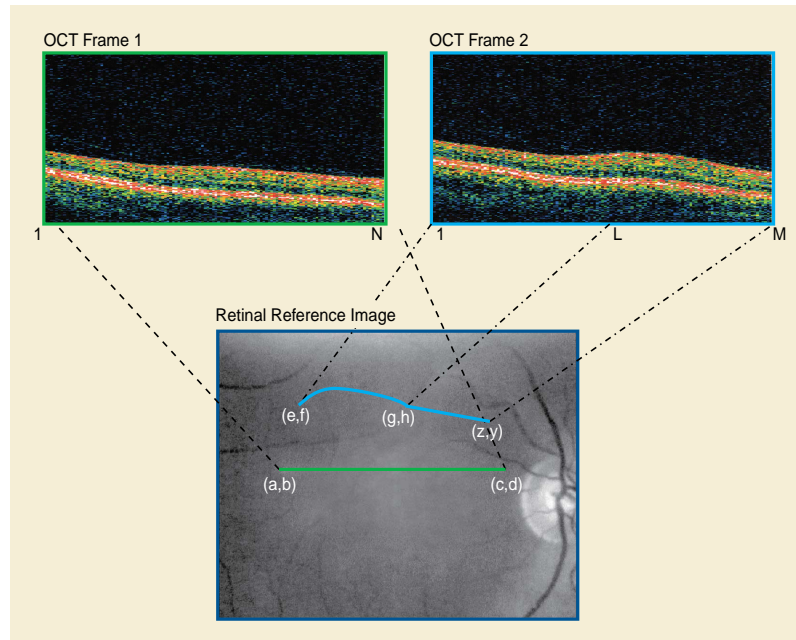 OCT Frame 1
OCT Frame 2
1 N
1 L M
Retinal Reference Image
(e,f) (g,h) (z,y)
(a,b) (c,d)